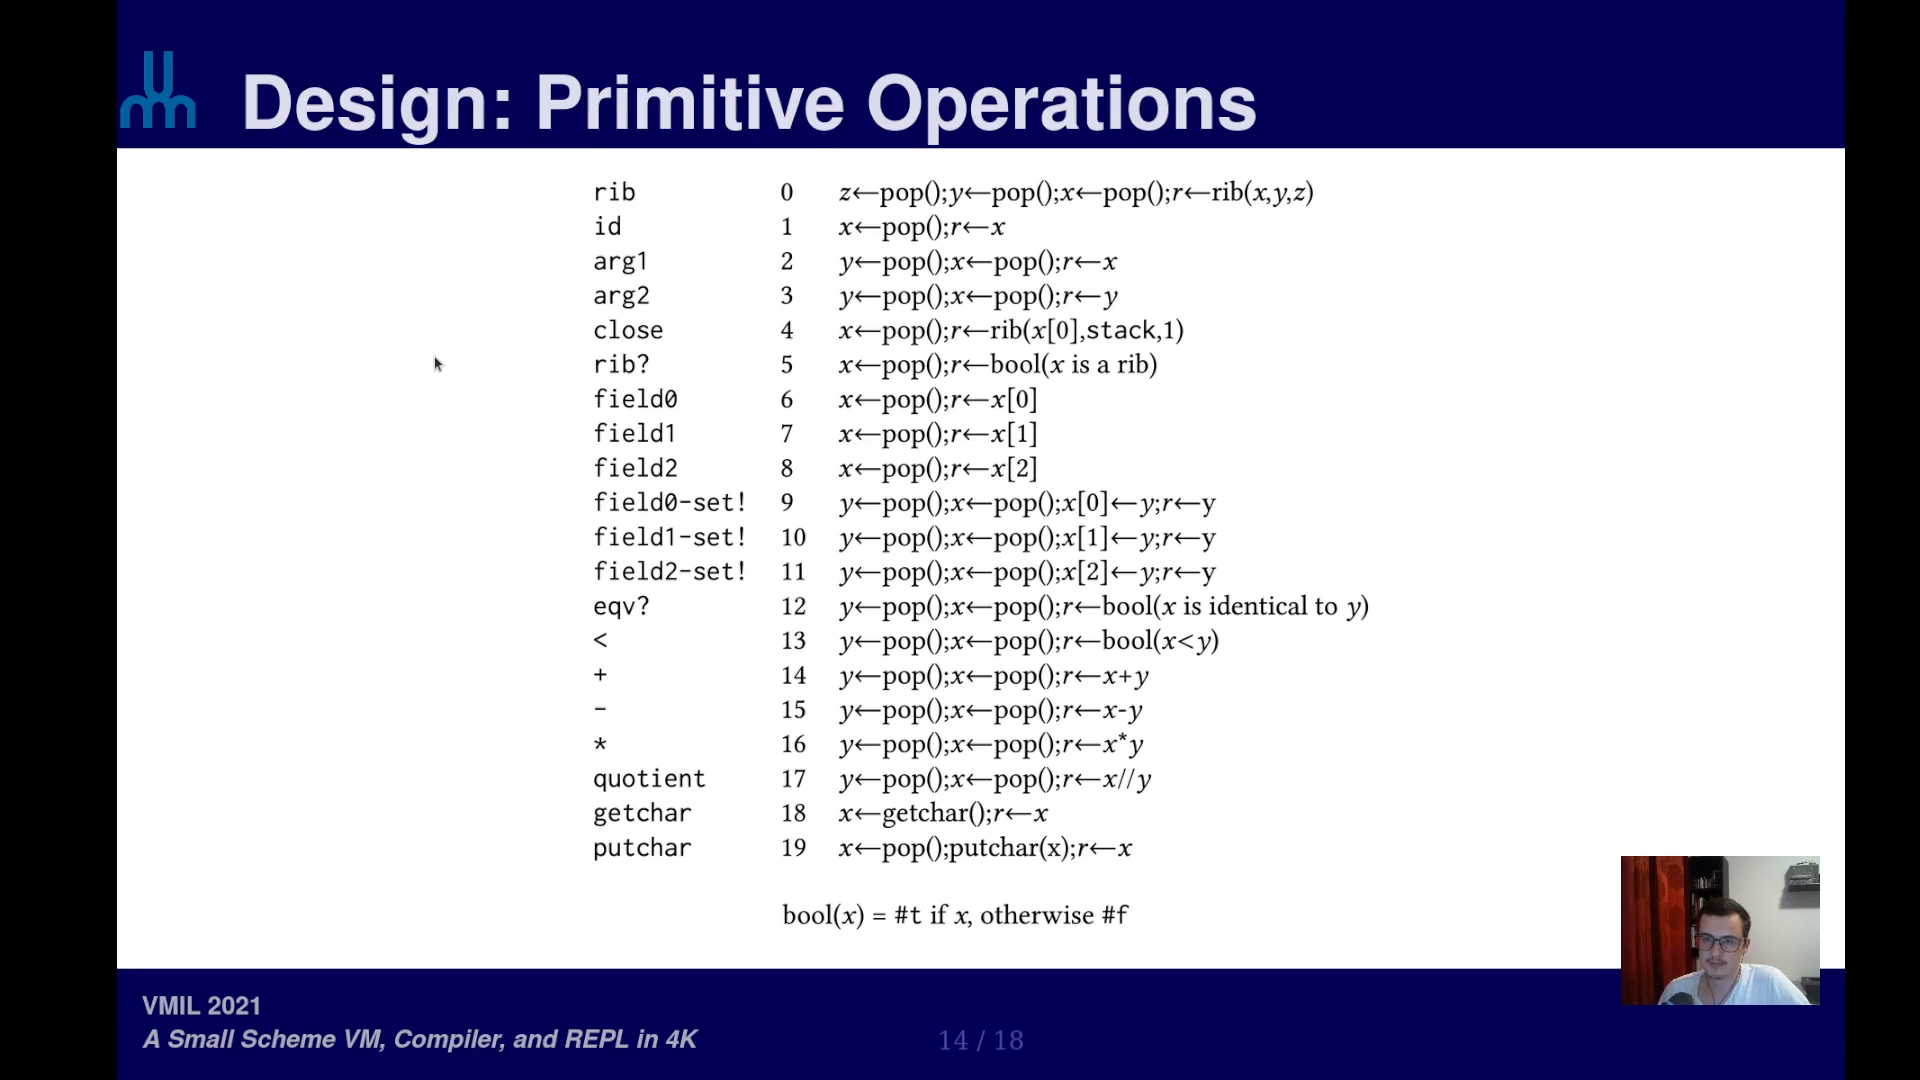 Design: Primitive Operations
rib 0 z←pop();y←pop();x←pop();r←rib(x,y,z)
id 1 x←pop();r←x
arg1 2 y←pop();x←pop();r←x
arg2 3 y←pop();x←pop();r←y
close 4 x←pop();r←rib(x[0],stack,1)
rib? 5 x←pop();r←bool(x is a rib)
field0 6 x←pop();r←x[0]
field1 7 x←pop();r←x[1]
field2 8 x←pop();r←x[2]
field0-set! 9 y←pop();x←pop();x[0]←y;r←y
field1-set! 10 y←pop();x←pop();x[1]←y;r←y
field2-set! 11 y←pop();x←pop();x[2]←y;r←y
eqv? 12 y←pop();x←pop();r←bool(x is identical to y)
< 13 y←pop();x←pop();r←bool(x<y)
+ 14 y←pop();x←pop();r←x+y
- 15 y←pop();x←pop();r←x-y
* 16 y←pop();x←pop();r←x*y
quotient 17 y←pop();x←pop();r←x//y
getchar 18 x←getchar();r←x
putchar 19 x←pop();putchar(x);r←x
bool(x) = #t if x, otherwise #f
VMIL 2021
A Small Scheme VM, Compiler, and REPL in 4K
14 / 18